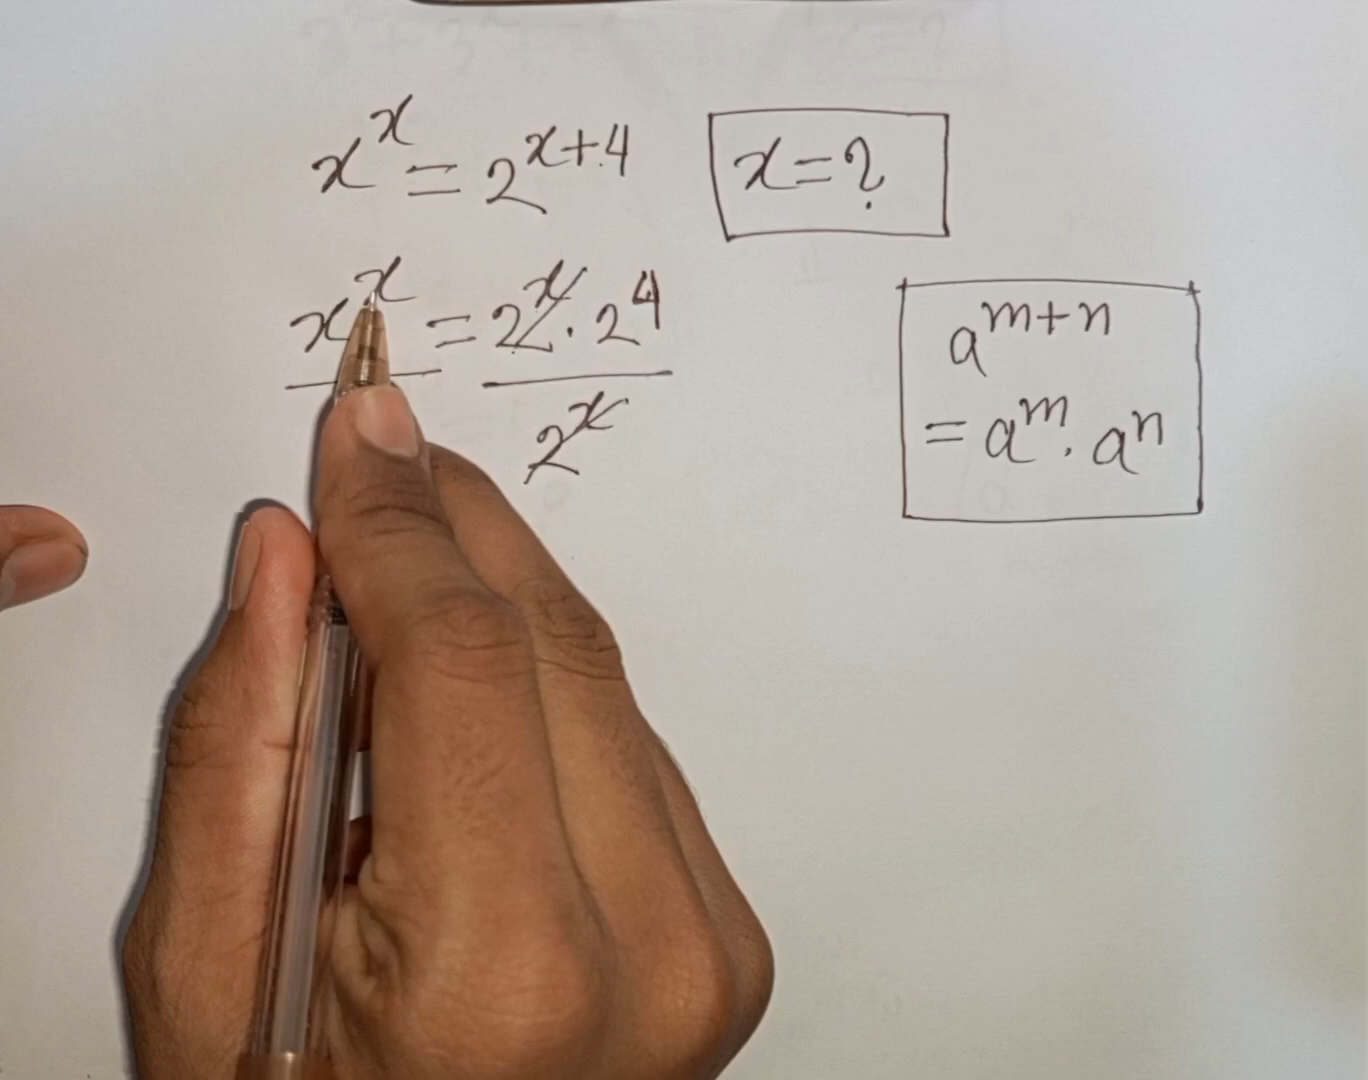 x^x = 2^{x+4}
x = ?
x^x = 2^x . 2^4
2^x
a^{m+n}
= a^m . a^n